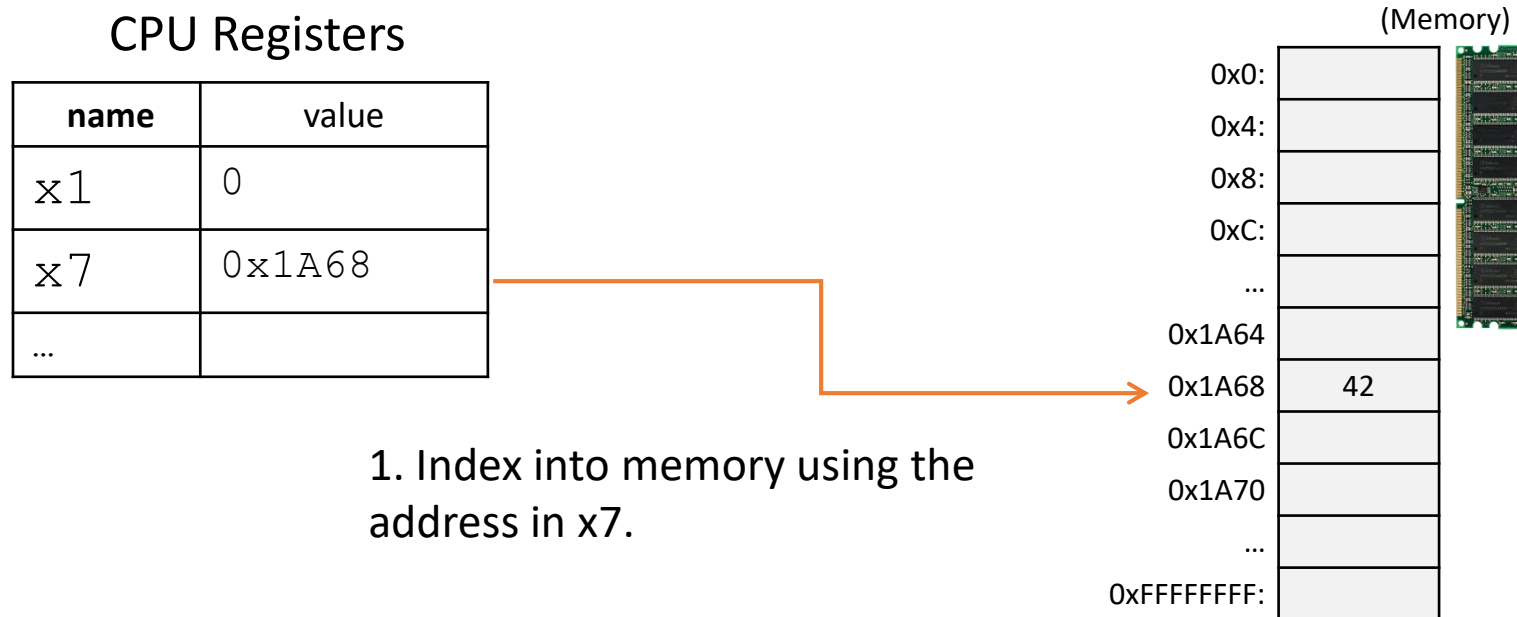 (Memory)
CPU Registers
name value
x1 0
x7 0x1A68
…
0x0:
0x4:
0x8:
0xC:
…
0x1A64
0x1A68 42
0x1A6C
0x1A70
…
0xFFFFFFFF:
1. Index into memory using the
address in x7.